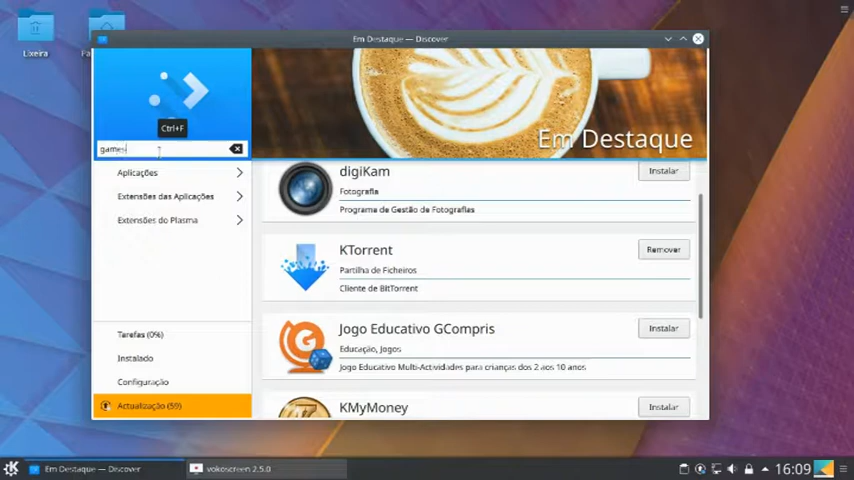 Lixeira
Pa
Em Destaque — Discover
Ctrl+F
games
Em Destaque
Aplicações
Extensões das Aplicações
Extensões do Plasma
Tarefas (0%)
Instalado
Configuração
Actualização (59)
digiKam
Instalar
Fotografia
Programa de Gestão de Fotografias
KTorrent
Remover
Partilha de Ficheiros
Cliente de BitTorrent
Jogo Educativo GCompris
Instalar
Educação, Jogos
Jogo Educativo Multi-Actividades para crianças dos 2 aos 10 anos
KMyMoney
Instalar
Em Destaque — Discover
vokoscreen 2.5.0
16:09